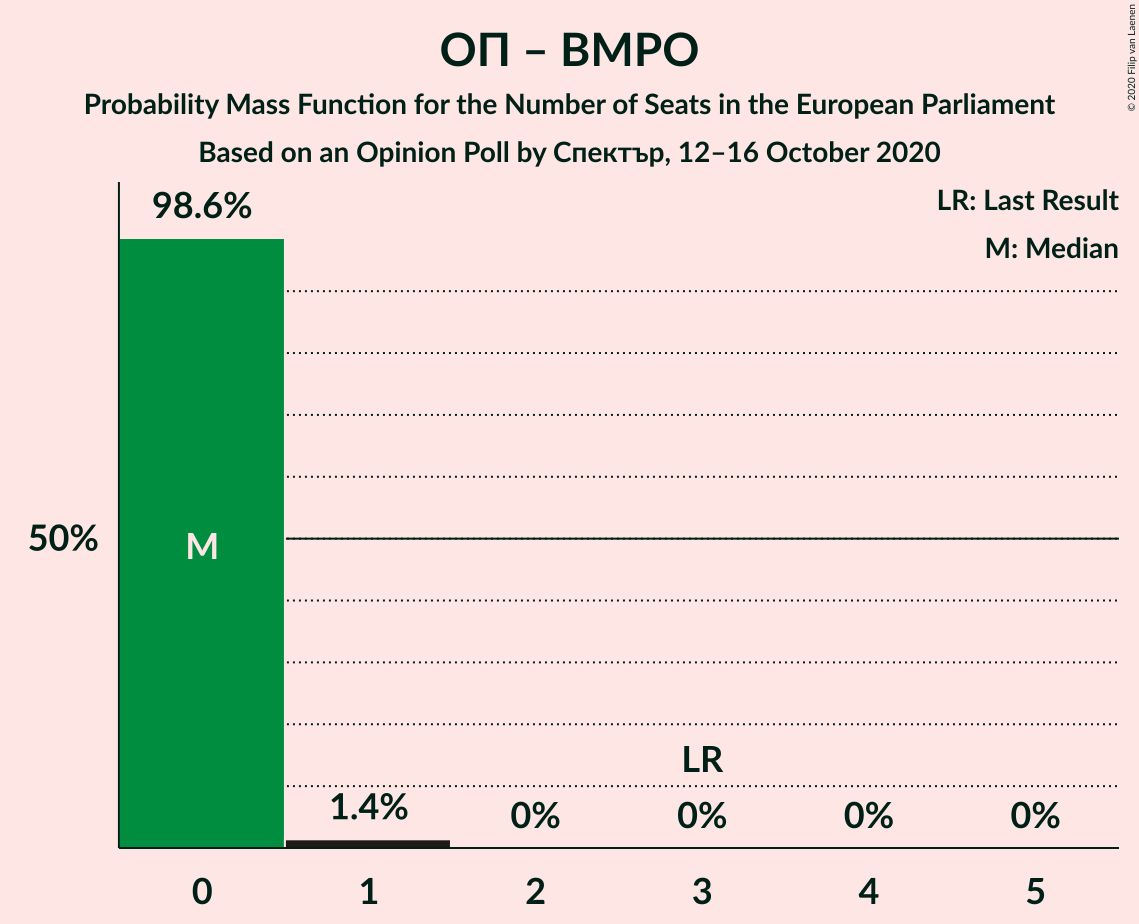 ОП – ВМРО
Probability Mass Function for the Number of Seats in the European Parliament
Based on an Opinion Poll by Спектър, 12–16 October 2020
© 2020 Filip van Laenen
LR: Last Result
M: Median
98.6%
50%
M
LR
1.4%
0%
0%
0%
0%
0
1
2
3
4
5